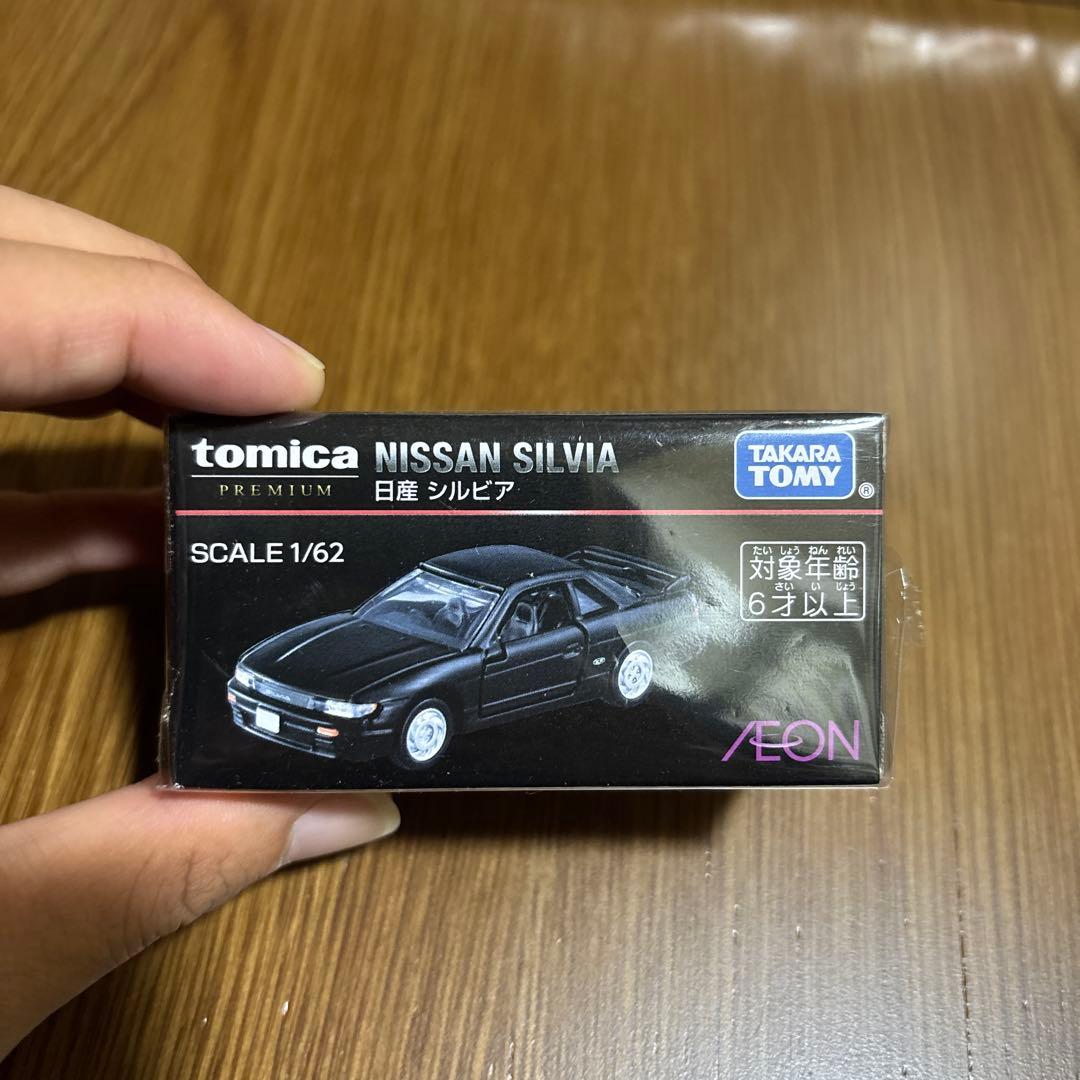 tomica NISSAN SILVIA
PREMIUM 日産 シルビア
TAKARA
TOMY
®
SCALE 1/62
たいしょうねんれい
対象年齢
さいいじょう
6才以上
ÆON